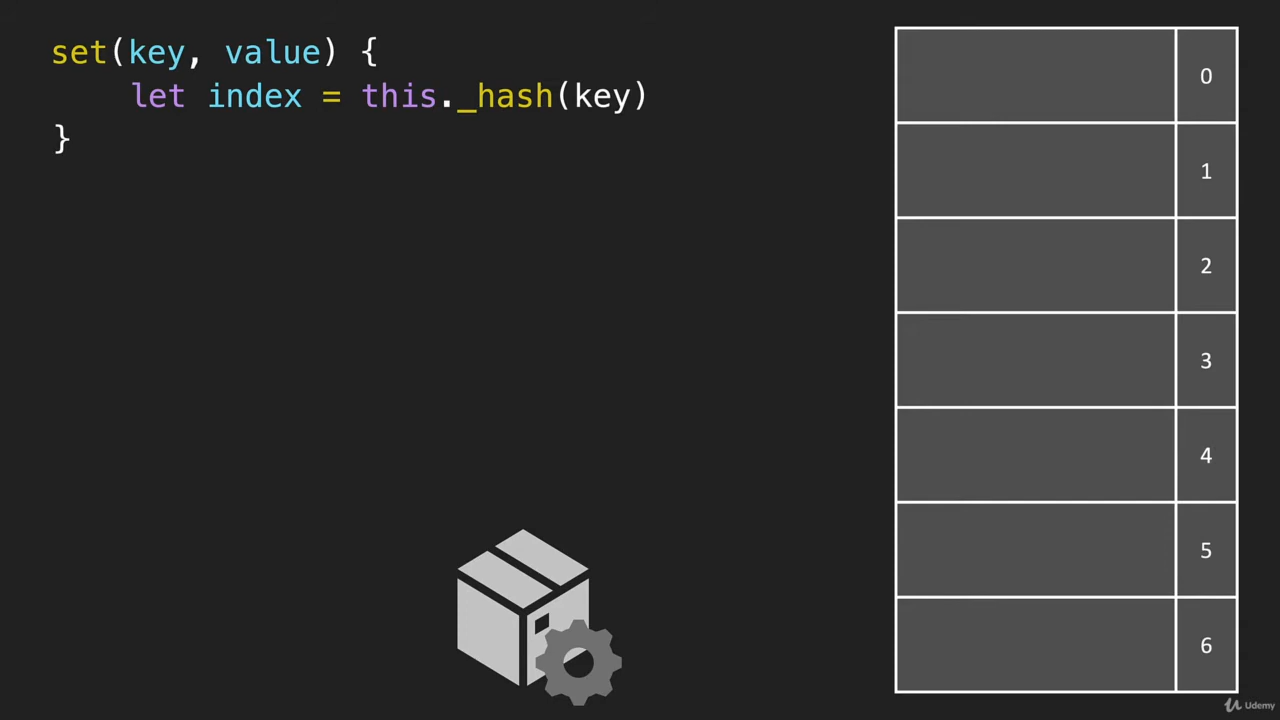 set(key, value) {
    let index = this._hash(key)
}
0
1
2
3
4
5
6
Udemy